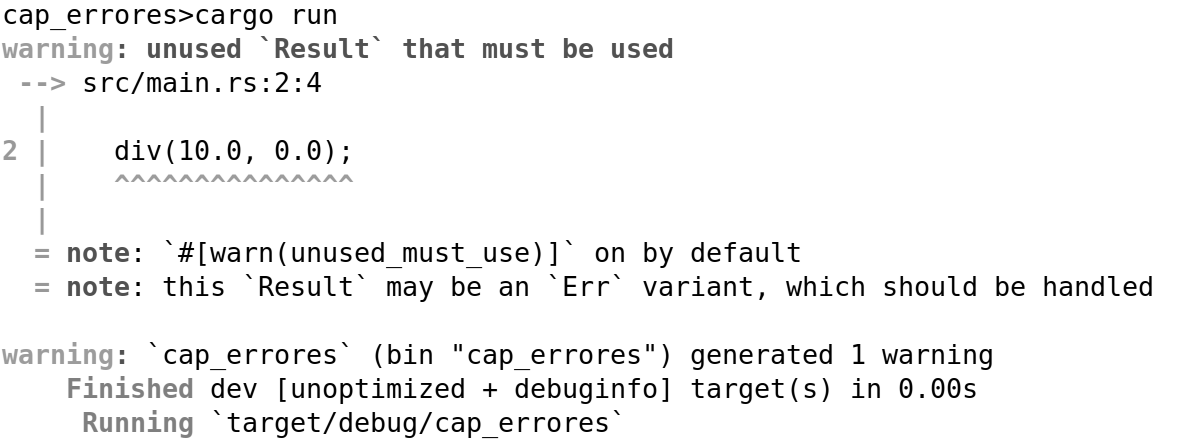 cap_errores>cargo run
warning: unused `Result` that must be used
 --> src/main.rs:2:4
  |
2 |    div(10.0, 0.0);
  |    ^^^^^^^^^^^^^^^
  |
  = note: `#[warn(unused_must_use)]` on by default
  = note: this `Result` may be an `Err` variant, which should be handled

warning: `cap_errores` (bin "cap_errores") generated 1 warning
    Finished dev [unoptimized + debuginfo] target(s) in 0.00s
     Running `target/debug/cap_errores`